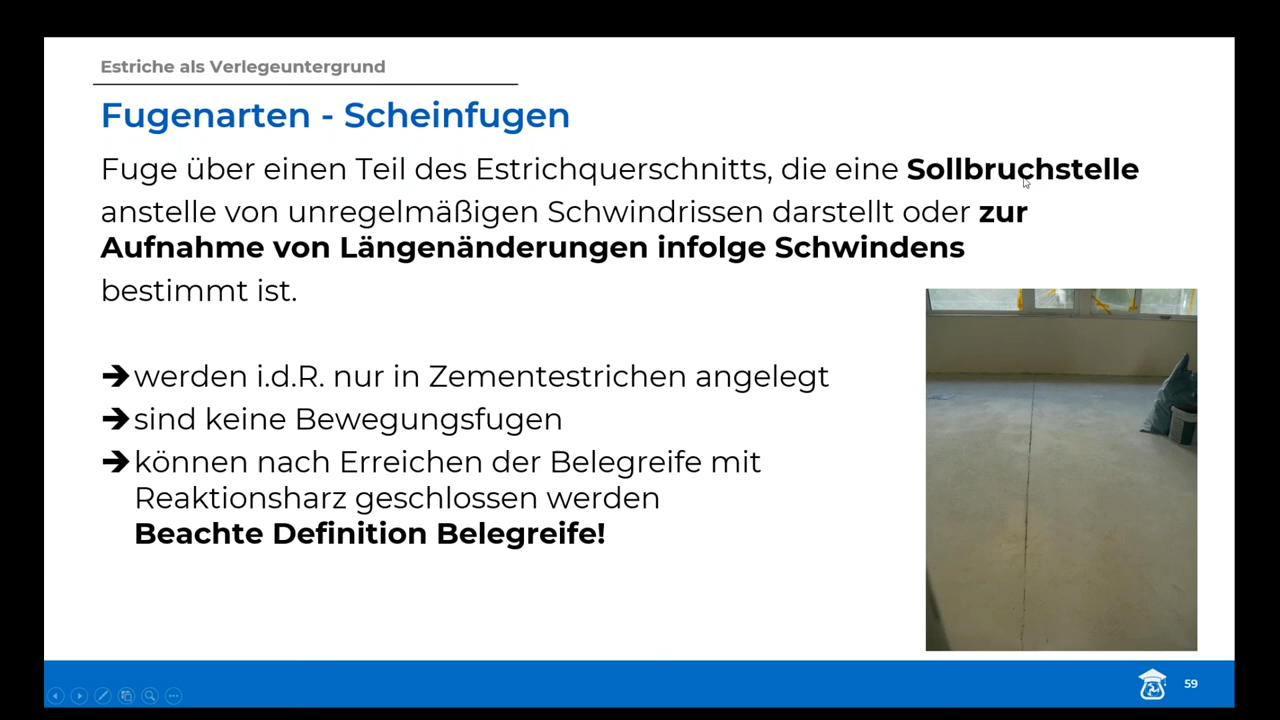 Estriche als Verlegeuntergrund
Fugenarten - Scheinfugen
Fuge über einen Teil des Estrichquerschnitts, die eine Sollbruchstelle
anstelle von unregelmäßigen Schwindrissen darstellt oder zur
Aufnahme von Längenänderungen infolge Schwindens
bestimmt ist.
➔ werden i.d.R. nur in Zementestrichen angelegt
➔ sind keine Bewegungsfugen
➔ können nach Erreichen der Belegreife mit
Reaktionsharz geschlossen werden
Beachte Definition Belegreife!
59